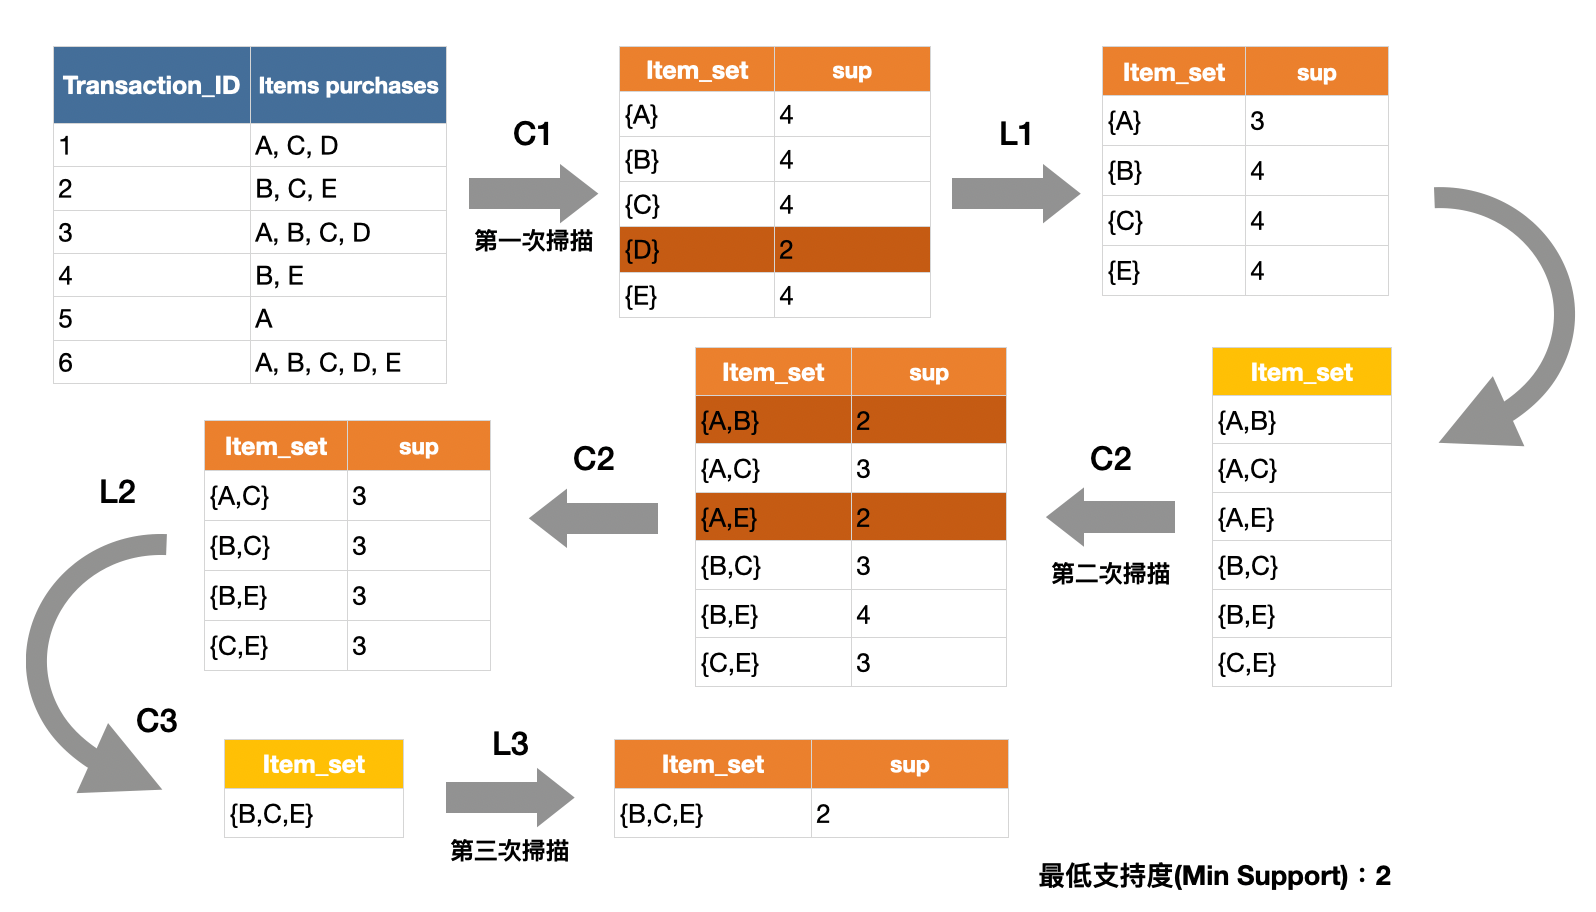 Transaction_ID Items purchases
1 A, C, D
2 B, C, E
3 A, B, C, D
4 B, E
5 A
6 A, B, C, D, E
C1
第一次掃描
Item_set sup
{A} 4
{B} 4
{C} 4
{D} 2
{E} 4
L1
Item_set sup
{A} 3
{B} 4
{C} 4
{E} 4
Item_set
{A,B}
{A,C}
{A,E}
{B,C}
{B,E}
{C,E}
C2
第二次掃描
Item_set sup
{A,B} 2
{A,C} 3
{A,E} 2
{B,C} 3
{B,E} 4
{C,E} 3
C2
Item_set sup
{A,C} 3
{B,C} 3
{B,E} 3
{C,E} 3
L2
C3
Item_set
{B,C,E}
L3
第三次掃描
Item_set sup
{B,C,E} 2
最低支持度(Min Support)：2